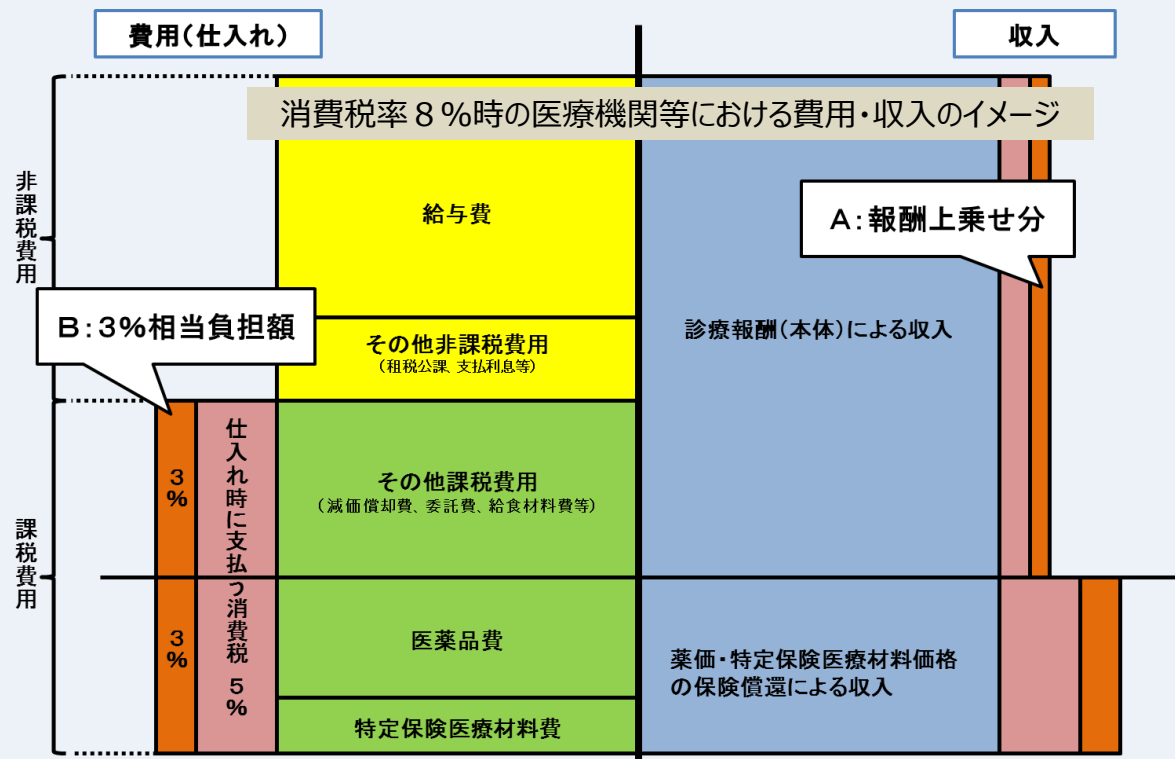 費用(仕入れ)
収入
消費税率8%時の医療機関等における費用・収入のイメージ
非課税費用
給与費
A:報酬上乗せ分
B:3%相当負担額
その他非課税費用
(租税公課、支払利息等)
診療報酬(本体)による収入
課税費用
3%
仕入れ時に支払う消費税 5%
その他課税費用
(減価償却費、委託費、給食材料費等)
3%
医薬品費
薬価・特定保険医療材料価格
の保険償還による収入
特定保険医療材料費